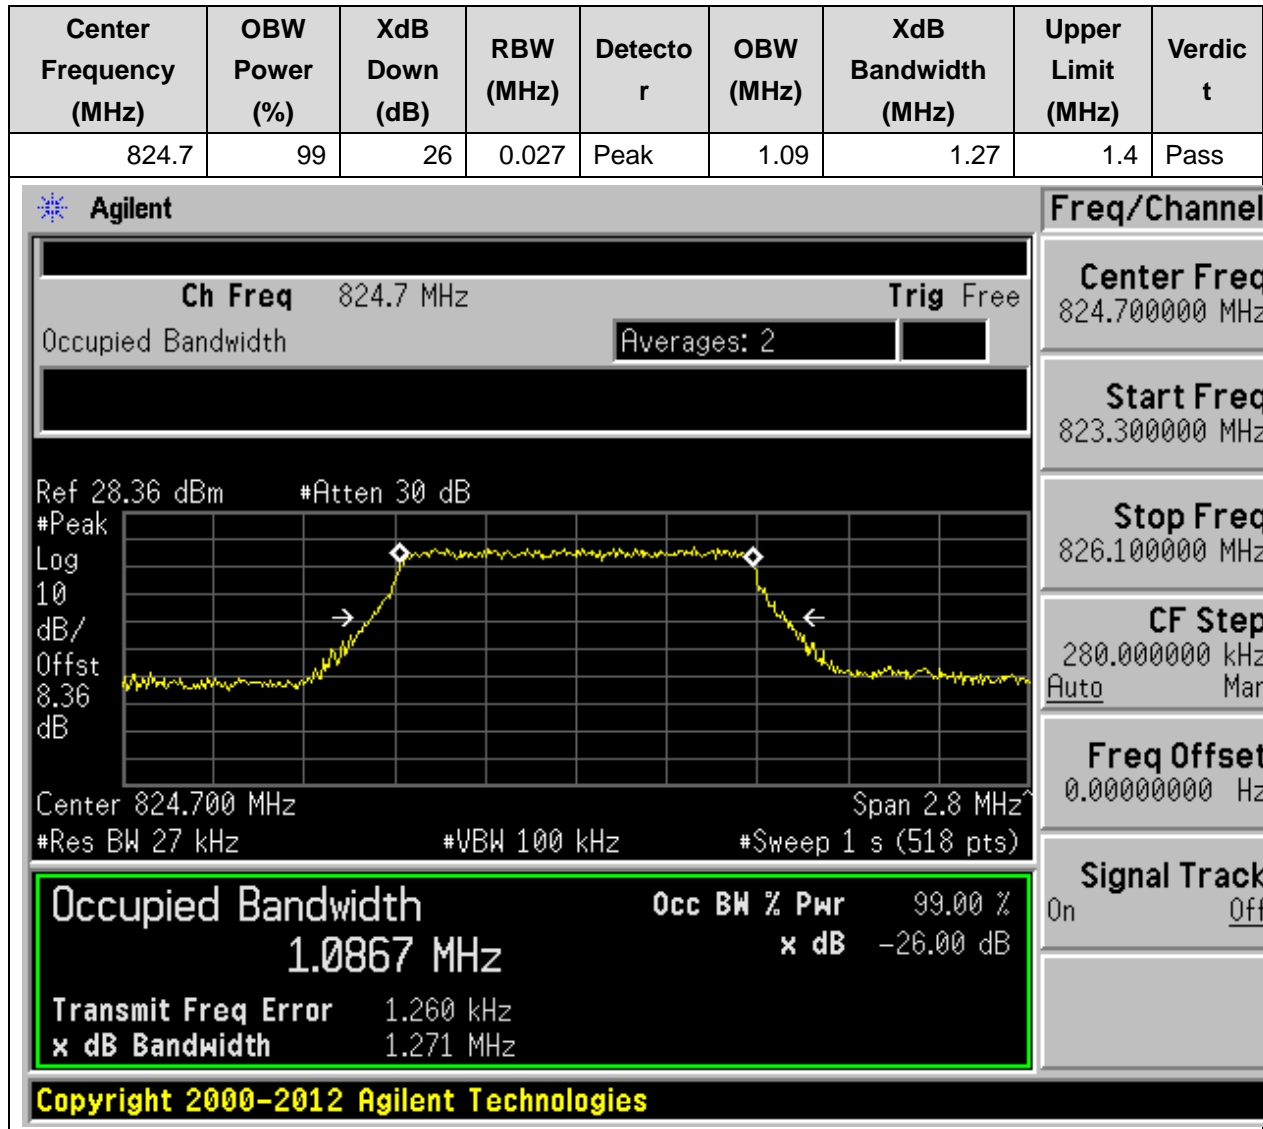 Center Frequency (MHz) OBW Power (%) XdB Down (dB) RBW (MHz) Detecto r OBW (MHz) XdB Bandwidth (MHz) Upper Limit (MHz) Verdic t
824.7 99 26 0.027 Peak 1.09 1.27 1.4 Pass
Agilent
Freq/Channel
Ch Freq 824.7 MHz Trig Free
Occupied Bandwidth Averages: 2
Center Freq
824.700000 MHz
Start Freq
823.300000 MHz
Stop Freq
826.100000 MHz
CF Step
280.000000 kHz
Auto Man
Freq Offset
0.00000000 Hz
Signal Track
On Off
Ref 28.36 dBm #Atten 30 dB
#Peak
Log
10
dB/
Offst
8.36
dB
Center 824.700 MHz Span 2.8 MHz^
#Res BW 27 kHz #VBW 100 kHz #Sweep 1 s (518 pts)
Occupied Bandwidth Occ BW % Pwr 99.00 %
1.0867 MHz x dB -26.00 dB
Transmit Freq Error 1.260 kHz
x dB Bandwidth 1.271 MHz
Copyright 2000-2012 Agilent Technologies